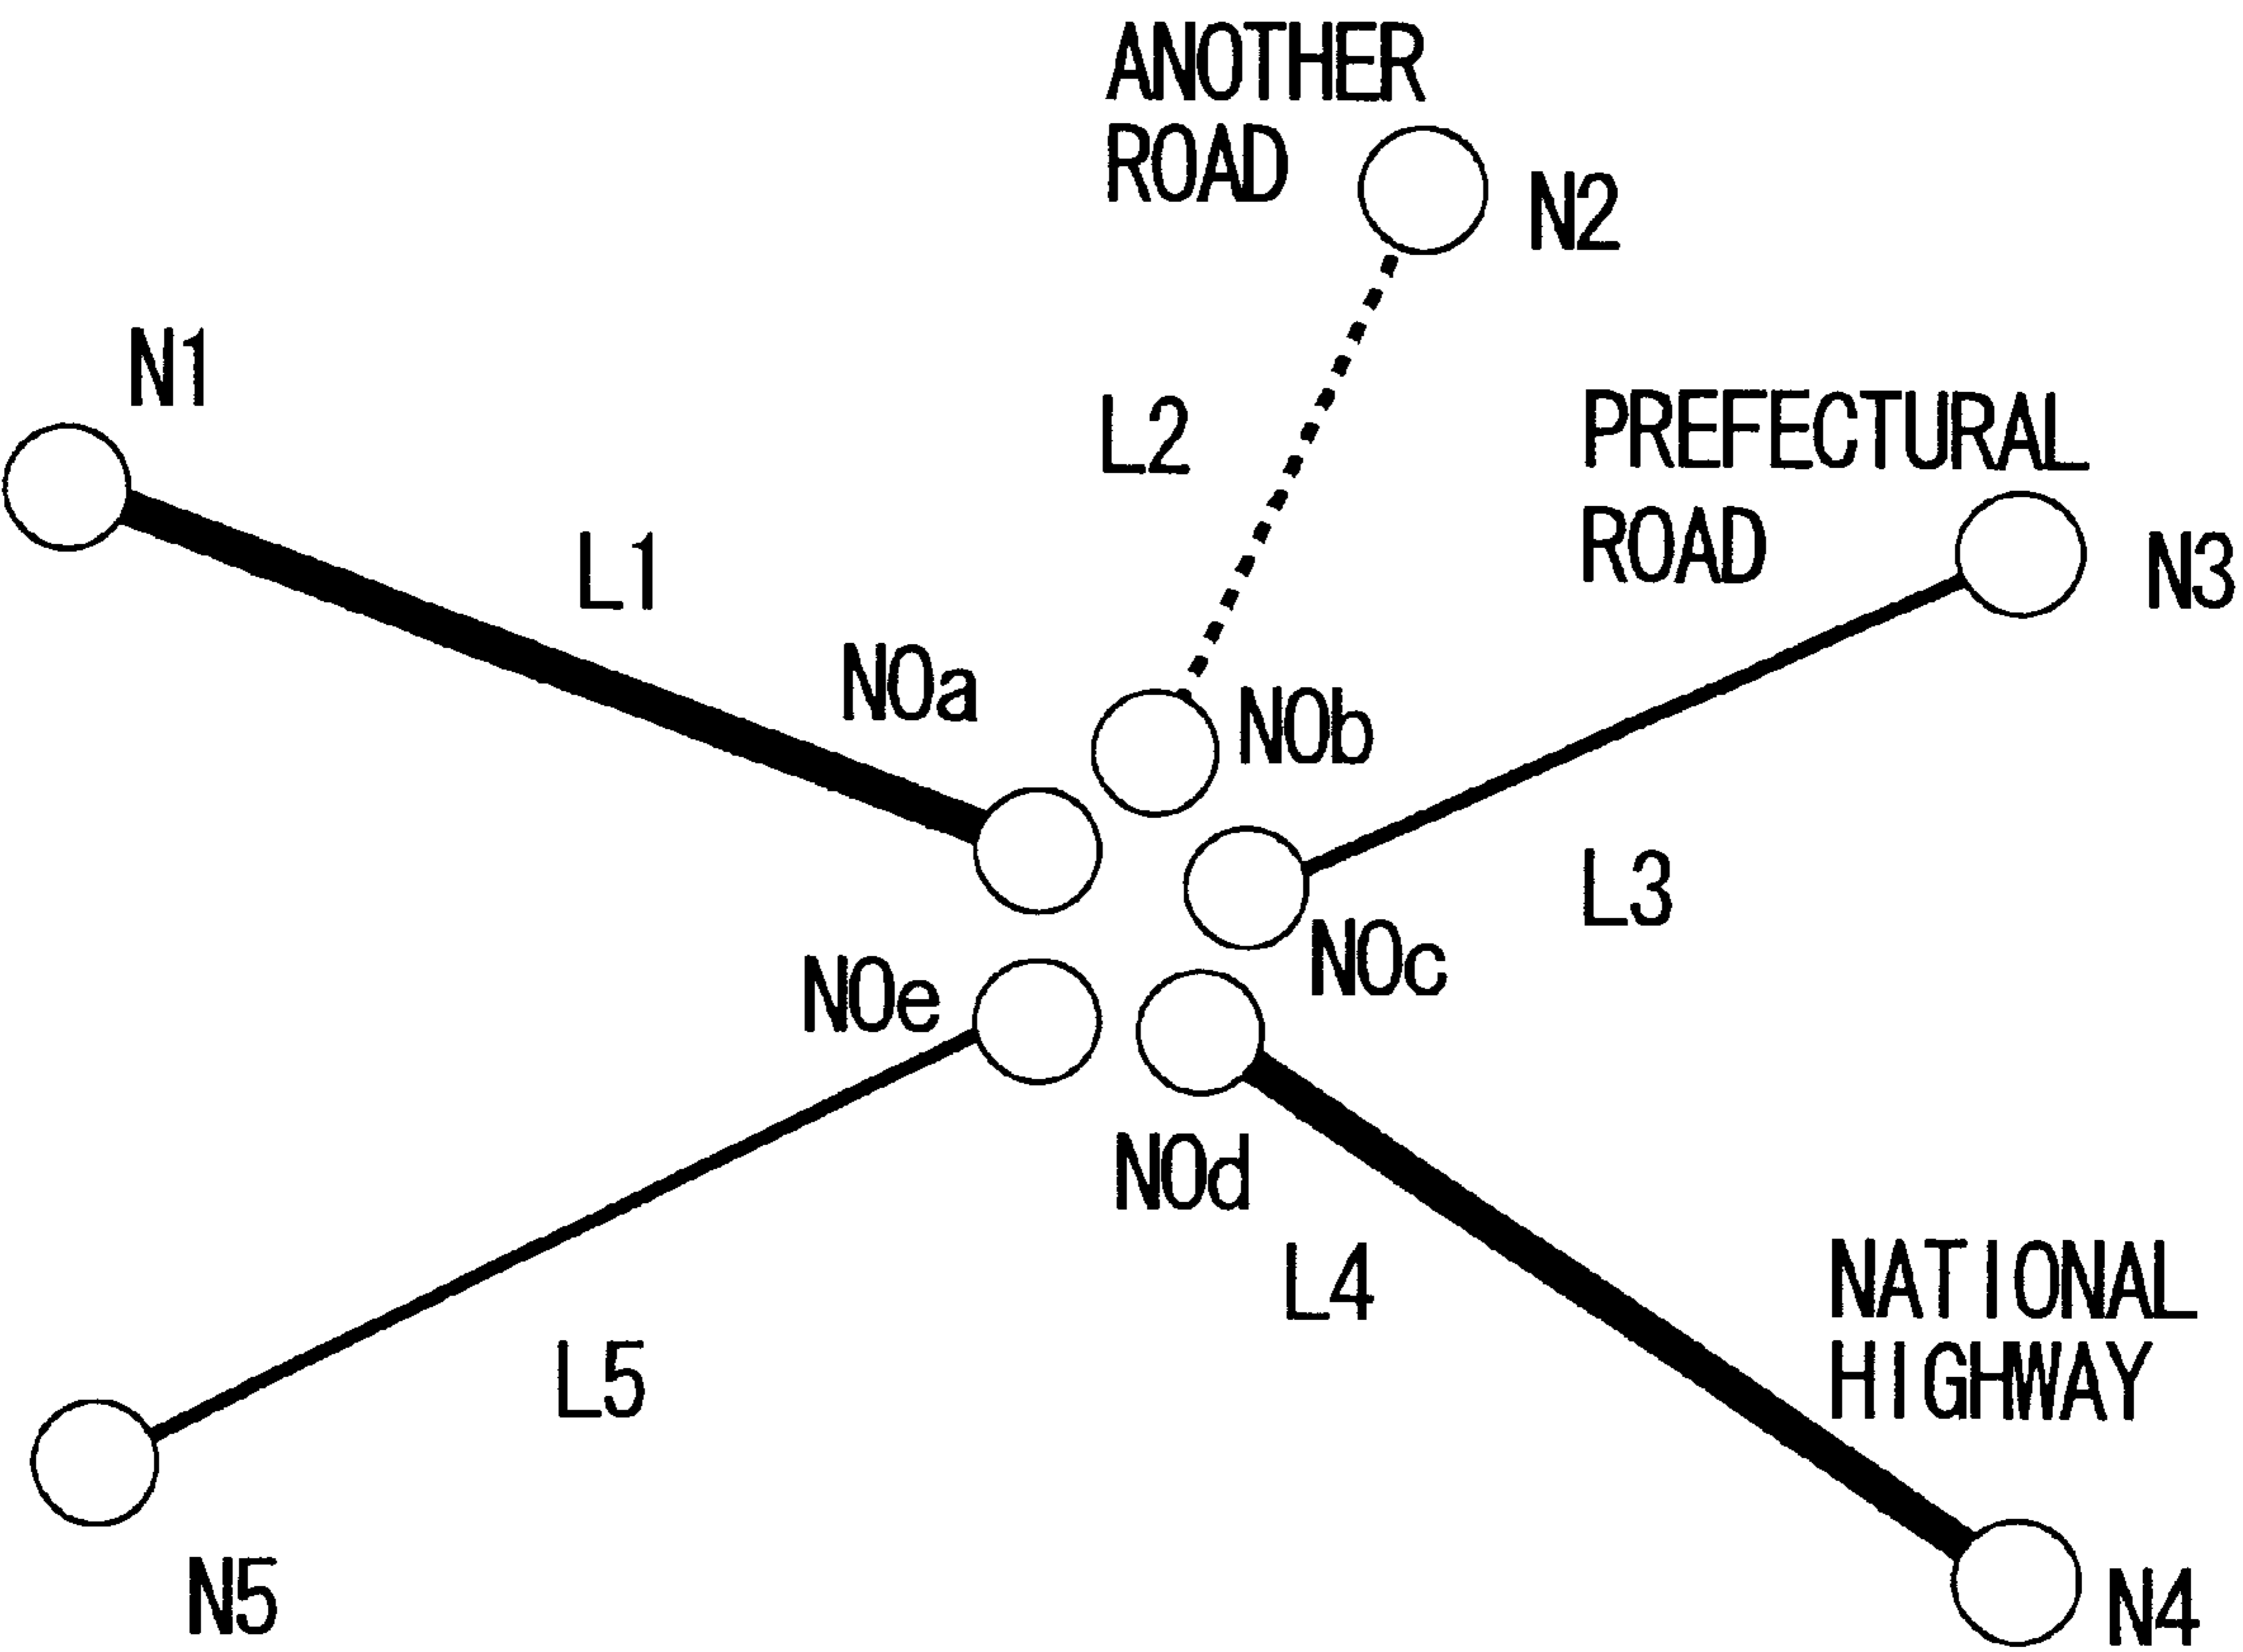 ANOTHER
ROAD
N2
N1
L2
PREFECTURAL
ROAD
N3
L1
N0a
N0b
L3
N0c
N0e
N0d
L4
NATIONAL
HIGHWAY
L5
N5
N4